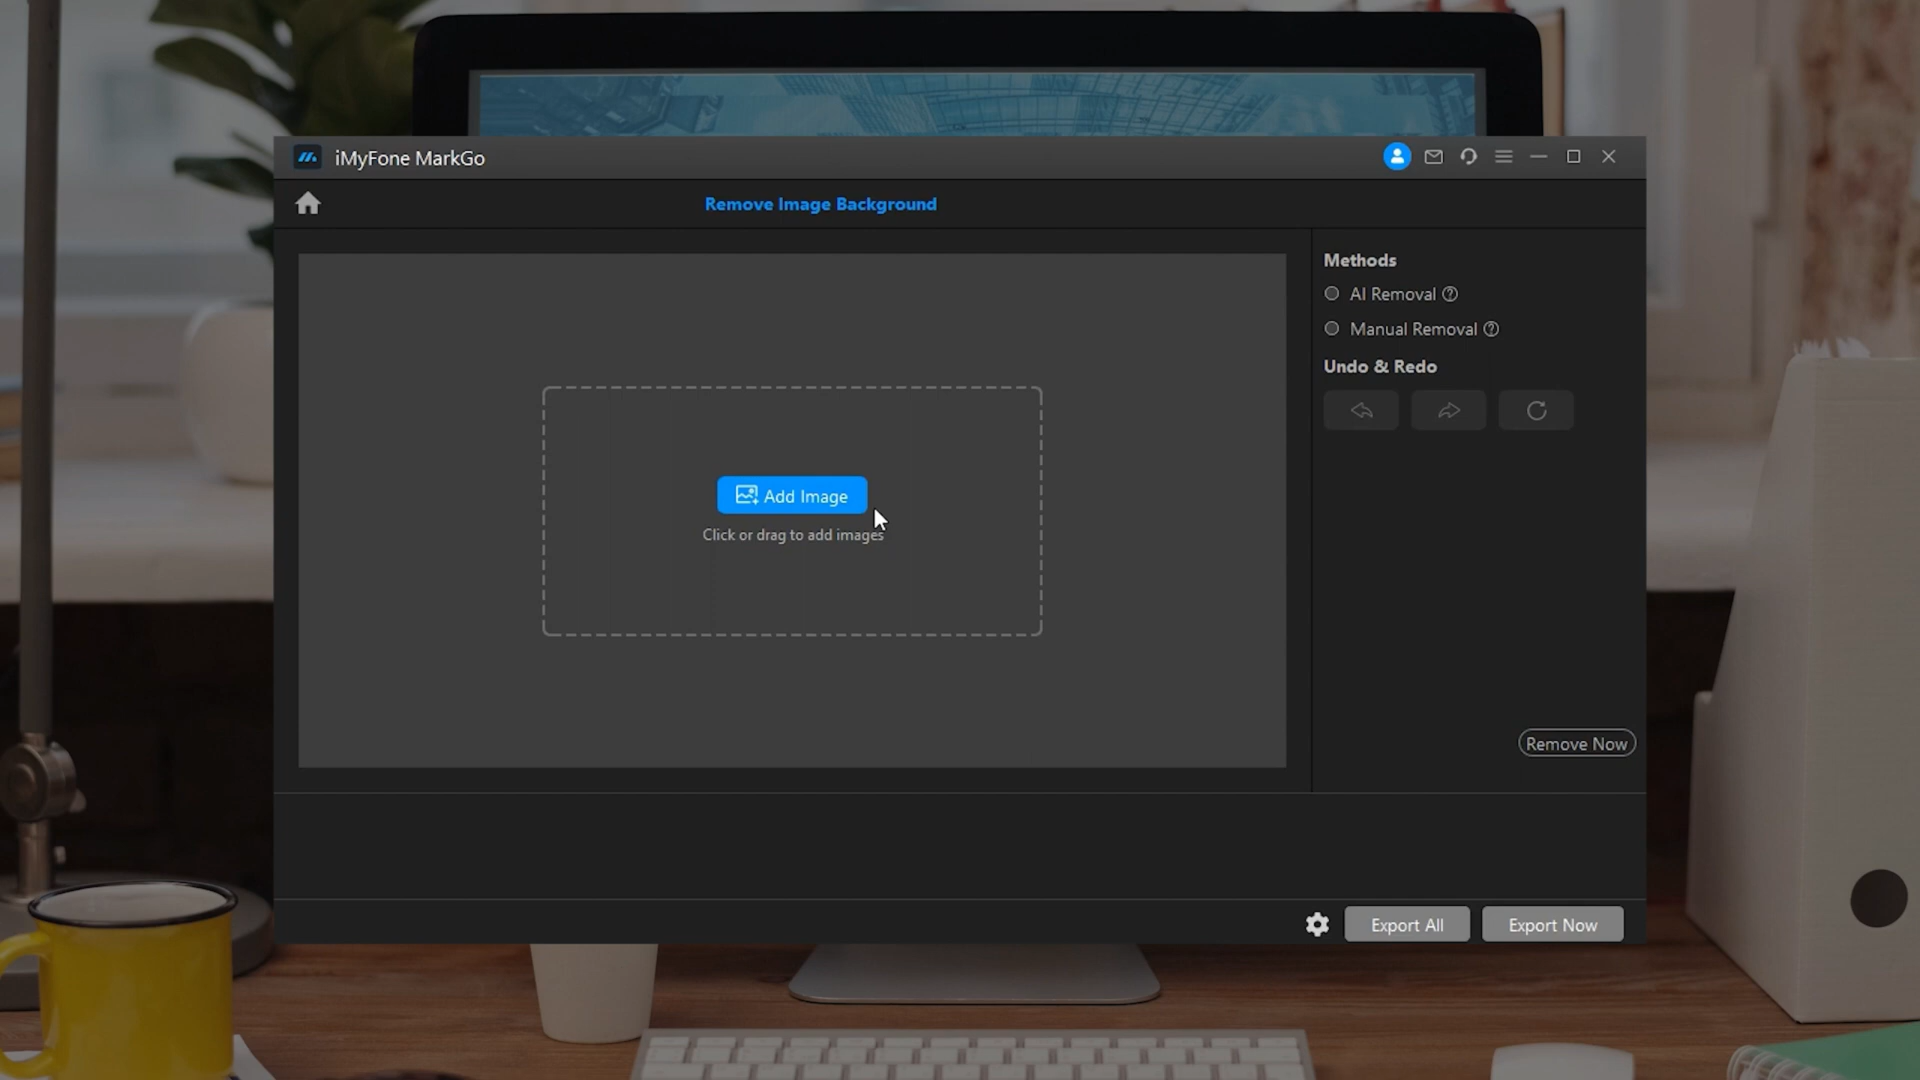 iMyFone MarkGo
Remove Image Background
Methods
AI Removal
Manual Removal
Undo & Redo
Add Image
Click or drag to add images
Remove Now
Export All
Export Now